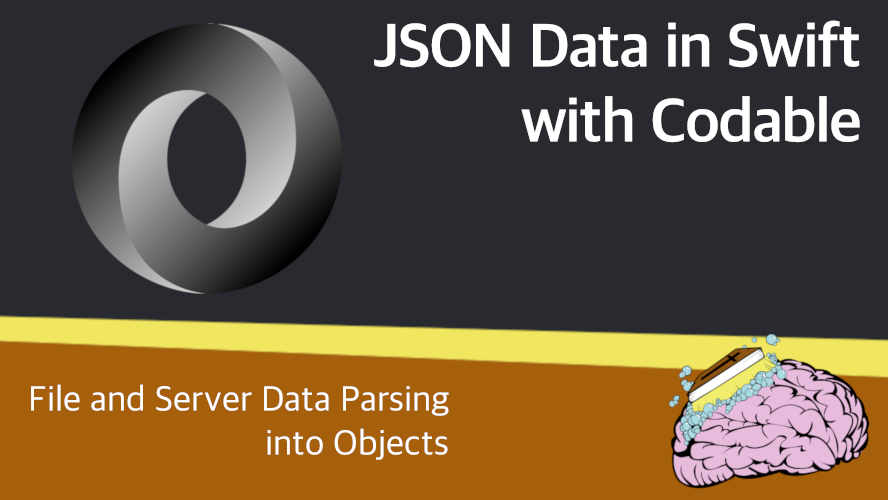 JSON Data in Swift
with Codable
File and Server Data Parsing
into Objects